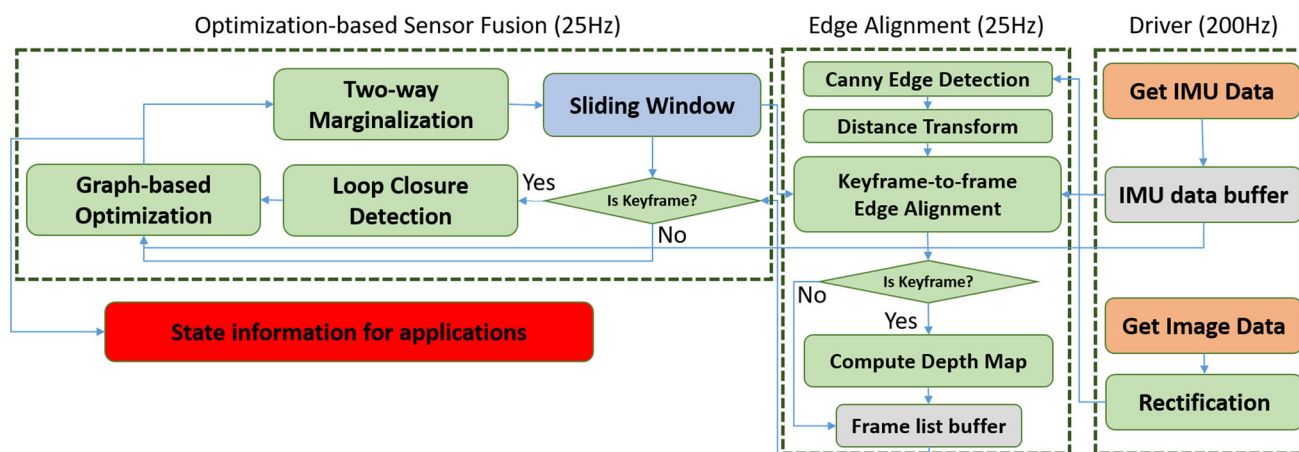 Optimization-based Sensor Fusion (25Hz)
Two-way
Marginalization
Sliding Window
Graph-based
Optimization
Loop Closure
Detection
Yes
Is Keyframe?
No
State information for applications
Edge Alignment (25Hz)
Canny Edge Detection
Distance Transform
Keyframe-to-frame
Edge Alignment
Is Keyframe?
No
Yes
Compute Depth Map
Frame list buffer
Driver (200Hz)
Get IMU Data
IMU data buffer
Get Image Data
Rectification